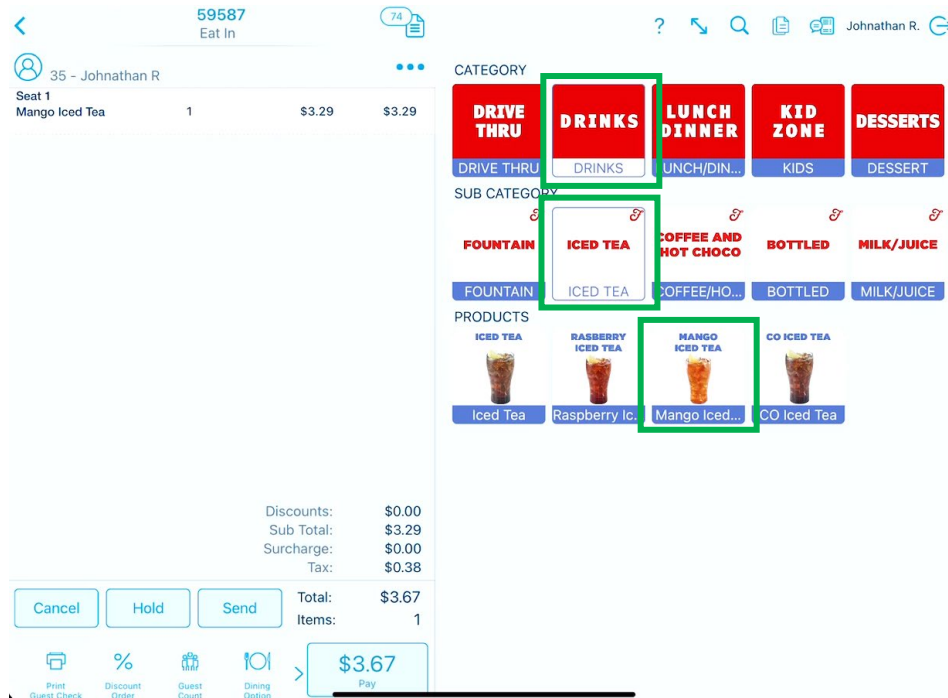 59587
Eat In
74
?
Johnathan R.
35 - Johnathan R
Seat 1
Mango Iced Tea 1 $3.29 $3.29
Discounts: $0.00
Sub Total: $3.29
Surcharge: $0.00
Tax: $0.38
Total: $3.67
Items: 1
Cancel
Hold
Send
Print
Guest Check
%
Discount
Order
Guest
Count
Dining
Option
$3.67
Pay
CATEGORY
DRIVE
THRU
DRIVE THRU
DRINKS
DRINKS
LUNCH
DINNER
LUNCH/DIN...
KID
ZONE
KIDS
DESSERTS
DESSERT
SUB CATEGORY
FOUNTAIN
FOUNTAIN
ICED TEA
ICED TEA
COFFEE AND
HOT CHOCO
COFFEE/HO...
BOTTLED
BOTTLED
MILK/JUICE
MILK/JUICE
PRODUCTS
ICED TEA
Iced Tea
RASBERRY
ICED TEA
Raspberry Ic...
MANGO
ICED TEA
Mango Iced...
CO ICED TEA
CO Iced Tea